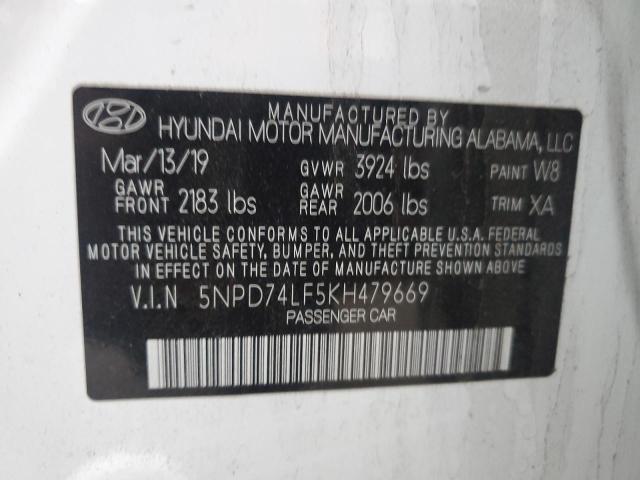 MANUFACTURED BY
HYUNDAI MOTOR MANUFACTURING ALABAMA, LLC
Mar/13/19 GVWR 3924 lbs PAINT W8
GAWR FRONT 2183 lbs GAWR REAR 2006 lbs TRIM XA
THIS VEHICLE CONFORMS TO ALL APPLICABLE U.S.A. FEDERAL
MOTOR VEHICLE SAFETY, BUMPER, AND THEFT PREVENTION STANDARDS
IN EFFECT ON THE DATE OF MANUFACTURE SHOWN ABOVE.
V.I.N 5NPD74LF5KH479669
PASSENGER CAR